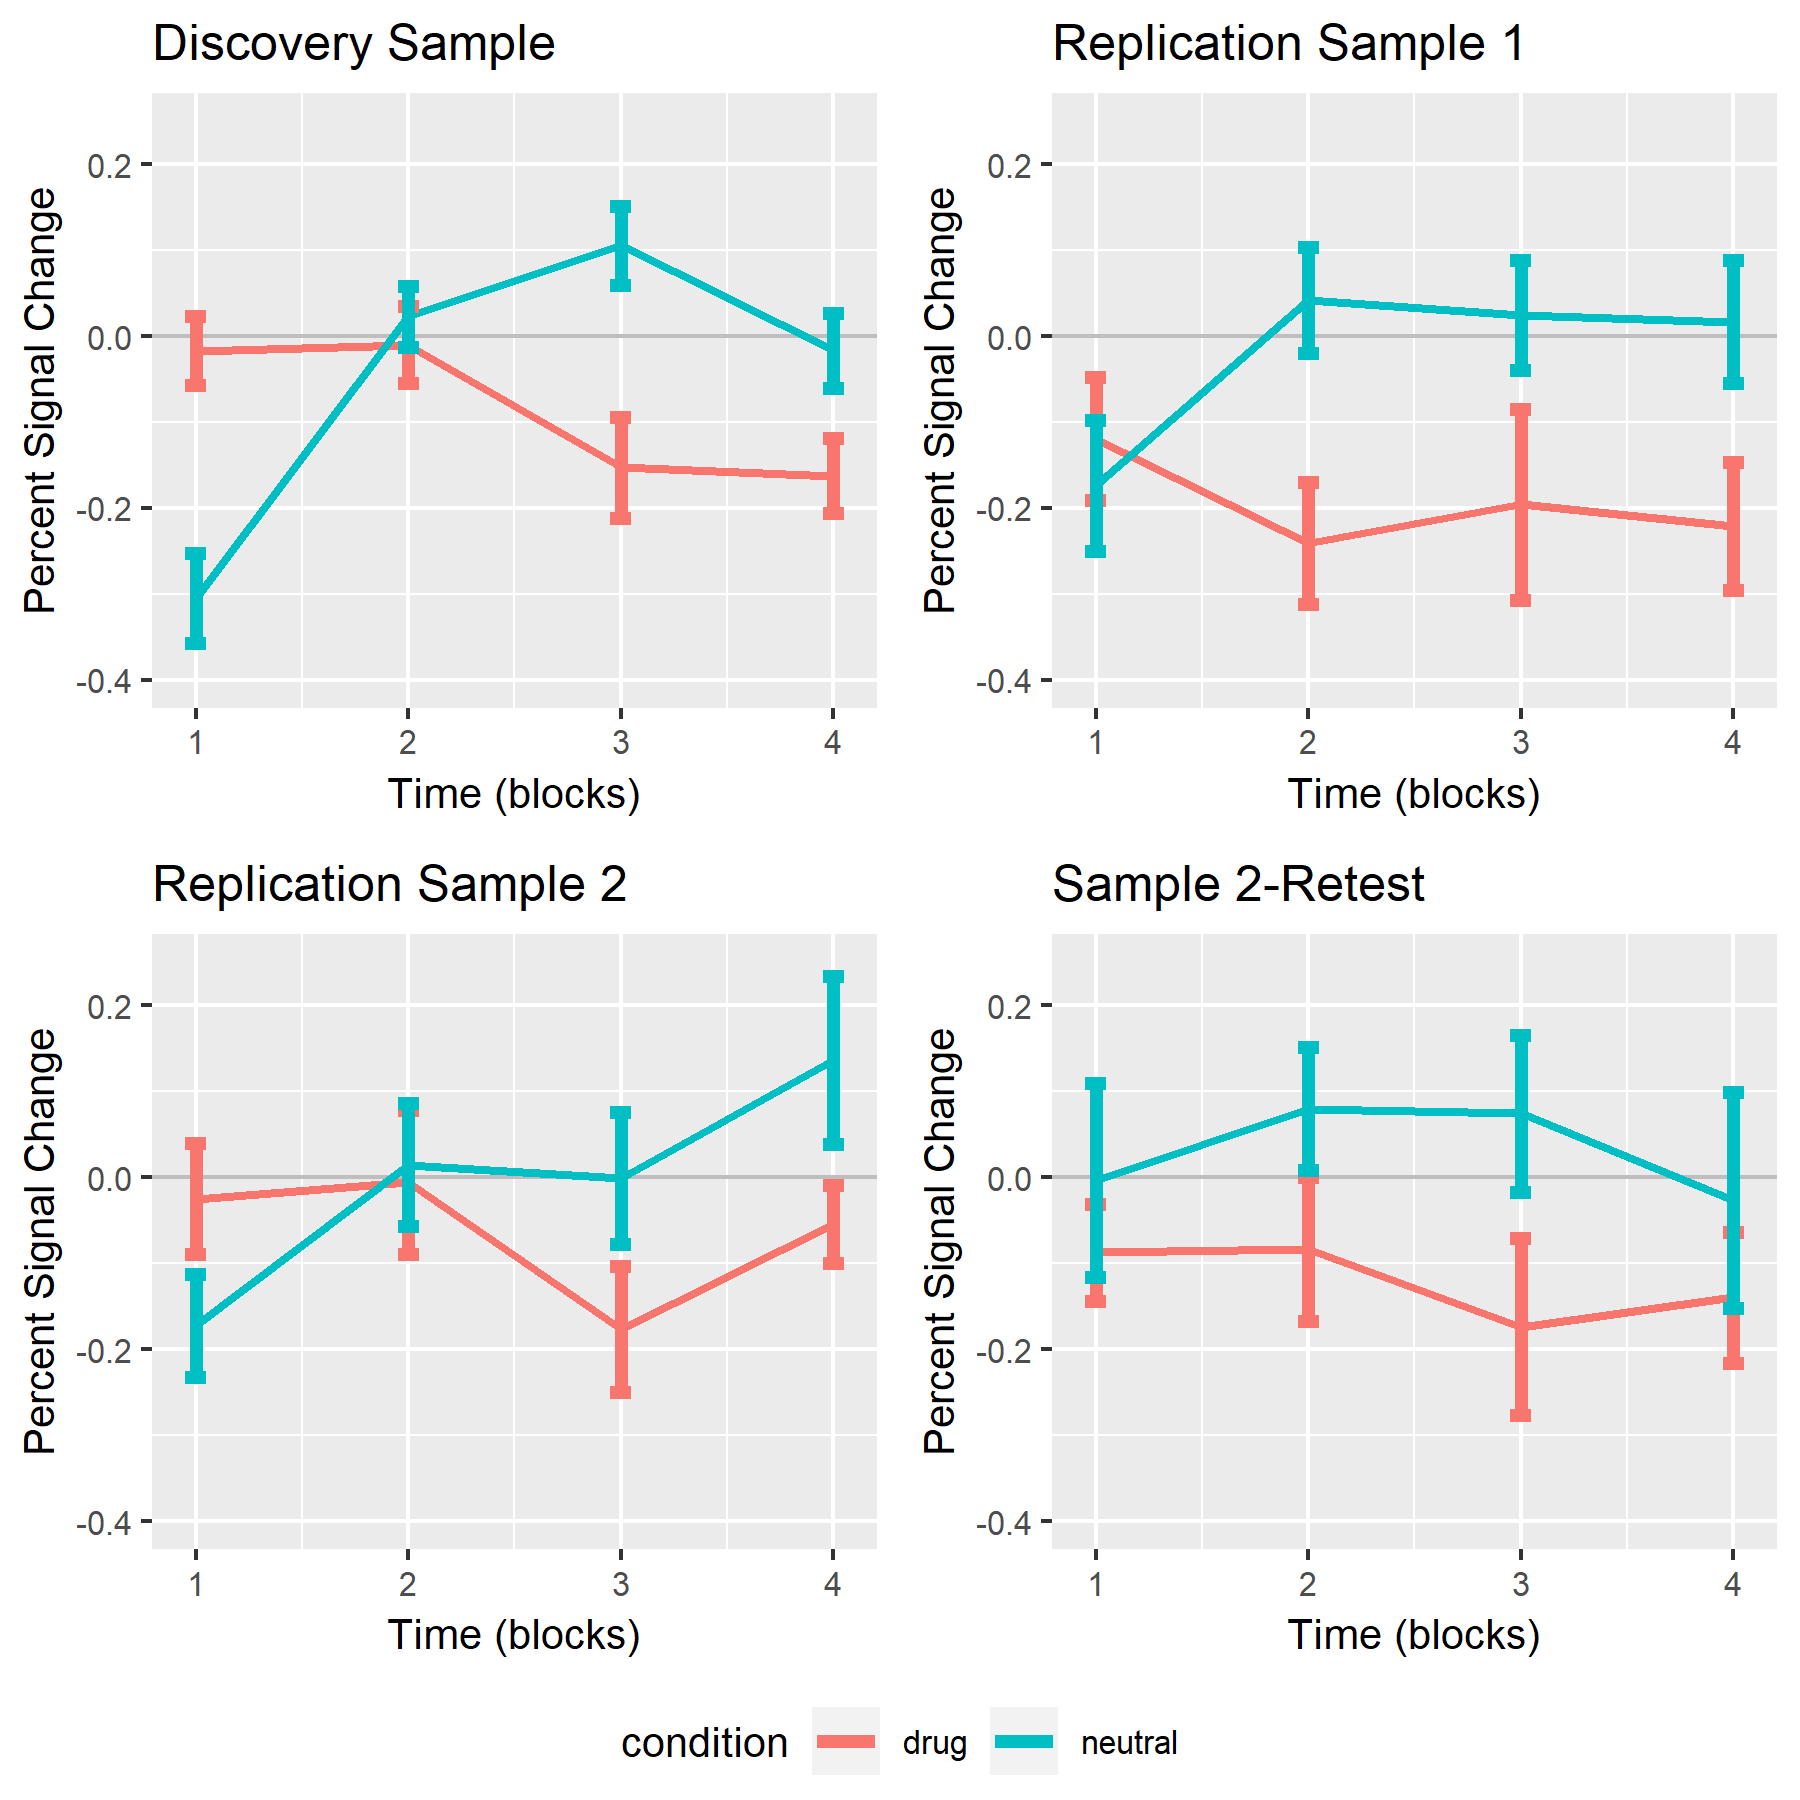 Discovery Sample
Percent Signal Change
0.2
0.0
-0.2
-0.4
1 2 3 4
Time (blocks)
Replication Sample 1
Percent Signal Change
0.2
0.0
-0.2
-0.4
1 2 3 4
Time (blocks)
Replication Sample 2
Percent Signal Change
0.2
0.0
-0.2
-0.4
1 2 3 4
Time (blocks)
Sample 2-Retest
Percent Signal Change
0.2
0.0
-0.2
-0.4
1 2 3 4
Time (blocks)
condition drug neutral